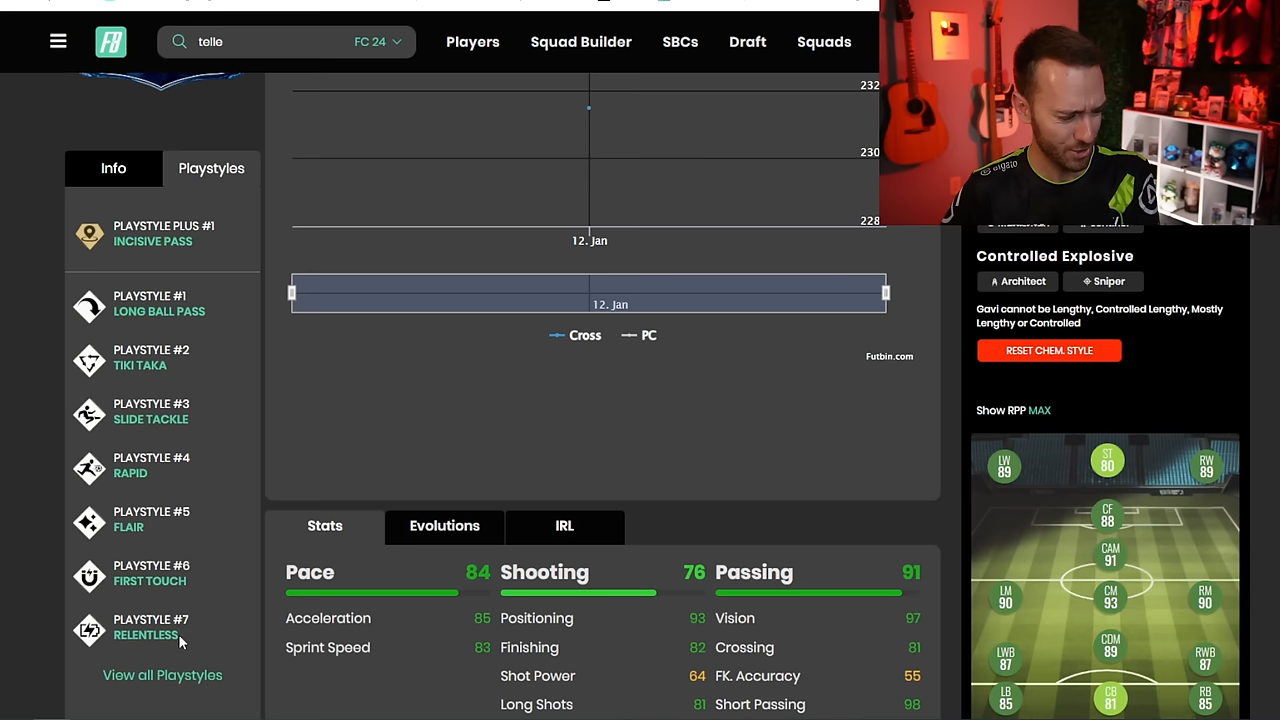 FB
telle
FC 24
Players
Squad Builder
SBCs
Draft
Squads
elgato
232
230
228
12. Jan
12. Jan
Cross
PC
Futbin.com
Info
Playstyles
PLAYSTYLE PLUS #1
INCISIVE PASS
PLAYSTYLE #1
LONG BALL PASS
PLAYSTYLE #2
TIKI TAKA
PLAYSTYLE #3
SLIDE TACKLE
PLAYSTYLE #4
RAPID
PLAYSTYLE #5
FLAIR
PLAYSTYLE #6
FIRST TOUCH
PLAYSTYLE #7
RELENTLESS
View all Playstyles
Stats
Evolutions
IRL
Pace 84
Acceleration 85
Sprint Speed 83
Shooting 76
Positioning 93
Finishing 82
Shot Power 64
Long Shots 81
Passing 91
Vision 97
Crossing 81
FK. Accuracy 55
Short Passing 98
Controlled Explosive
Architect
Sniper
Gavi cannot be Lengthy, Controlled Lengthy, Mostly
Lengthy or Controlled
RESET CHEM. STYLE
Show RPP MAX
LW
89
ST
80
RW
89
CF
88
CAM
91
LM
90
CM
93
RM
90
CDM
89
LWB
87
RWB
87
LB
85
CB
81
RB
85